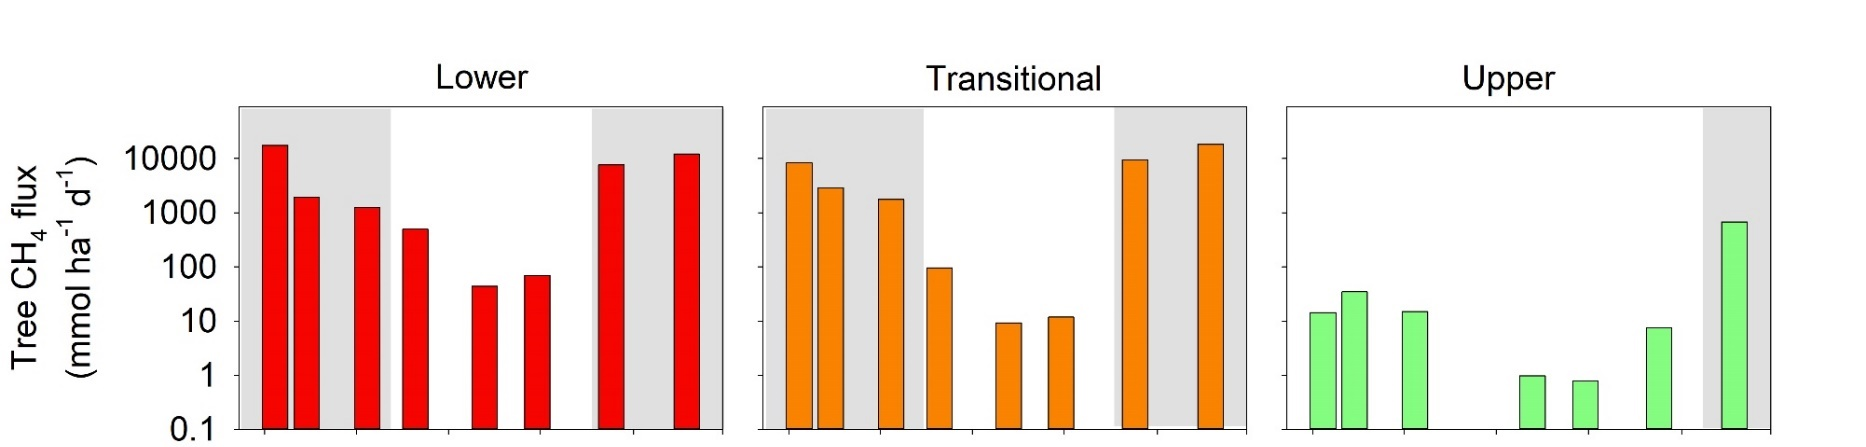 Lower
Transitional
Upper
Tree CH₄ flux
(mmol ha⁻¹ d⁻¹)
10000
1000
100
10
1
0.1